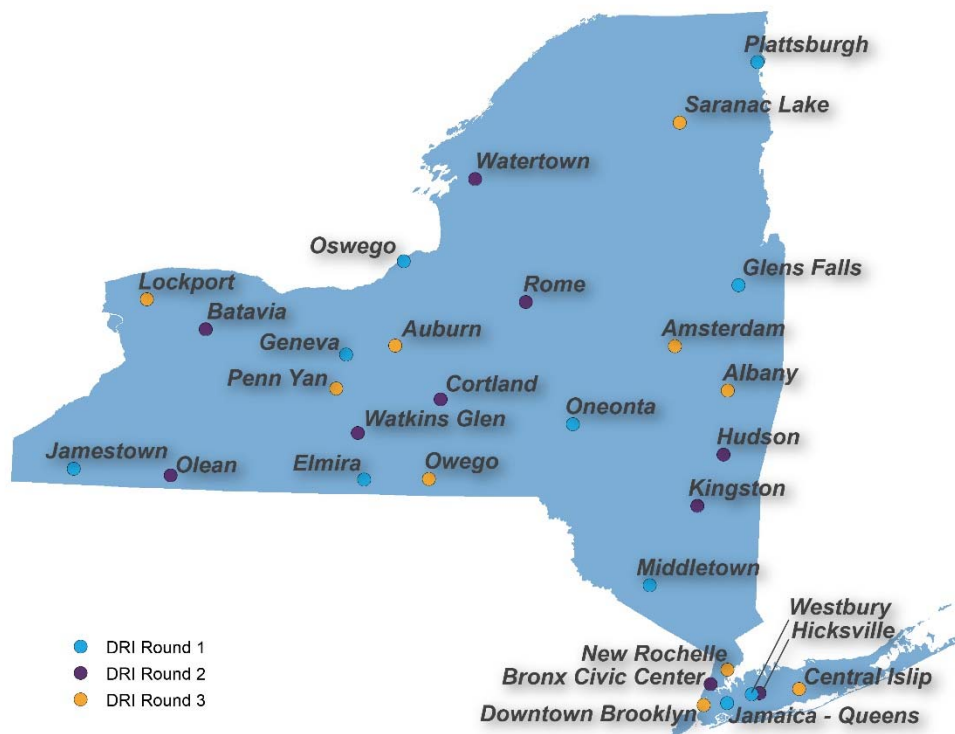 Plattsburgh
Saranac Lake
Watertown
Oswego
Glens Falls
Lockport
Rome
Batavia
Auburn
Amsterdam
Geneva
Penn Yan
Albany
Cortland
Oneonta
Watkins Glen
Hudson
Jamestown
Olean
Elmira
Owego
Kingston
Middletown
Westbury
Hicksville
DRI Round 1
New Rochelle
DRI Round 2
Bronx Civic Center
Central Islip
DRI Round 3
Downtown Brooklyn
Jamaica - Queens